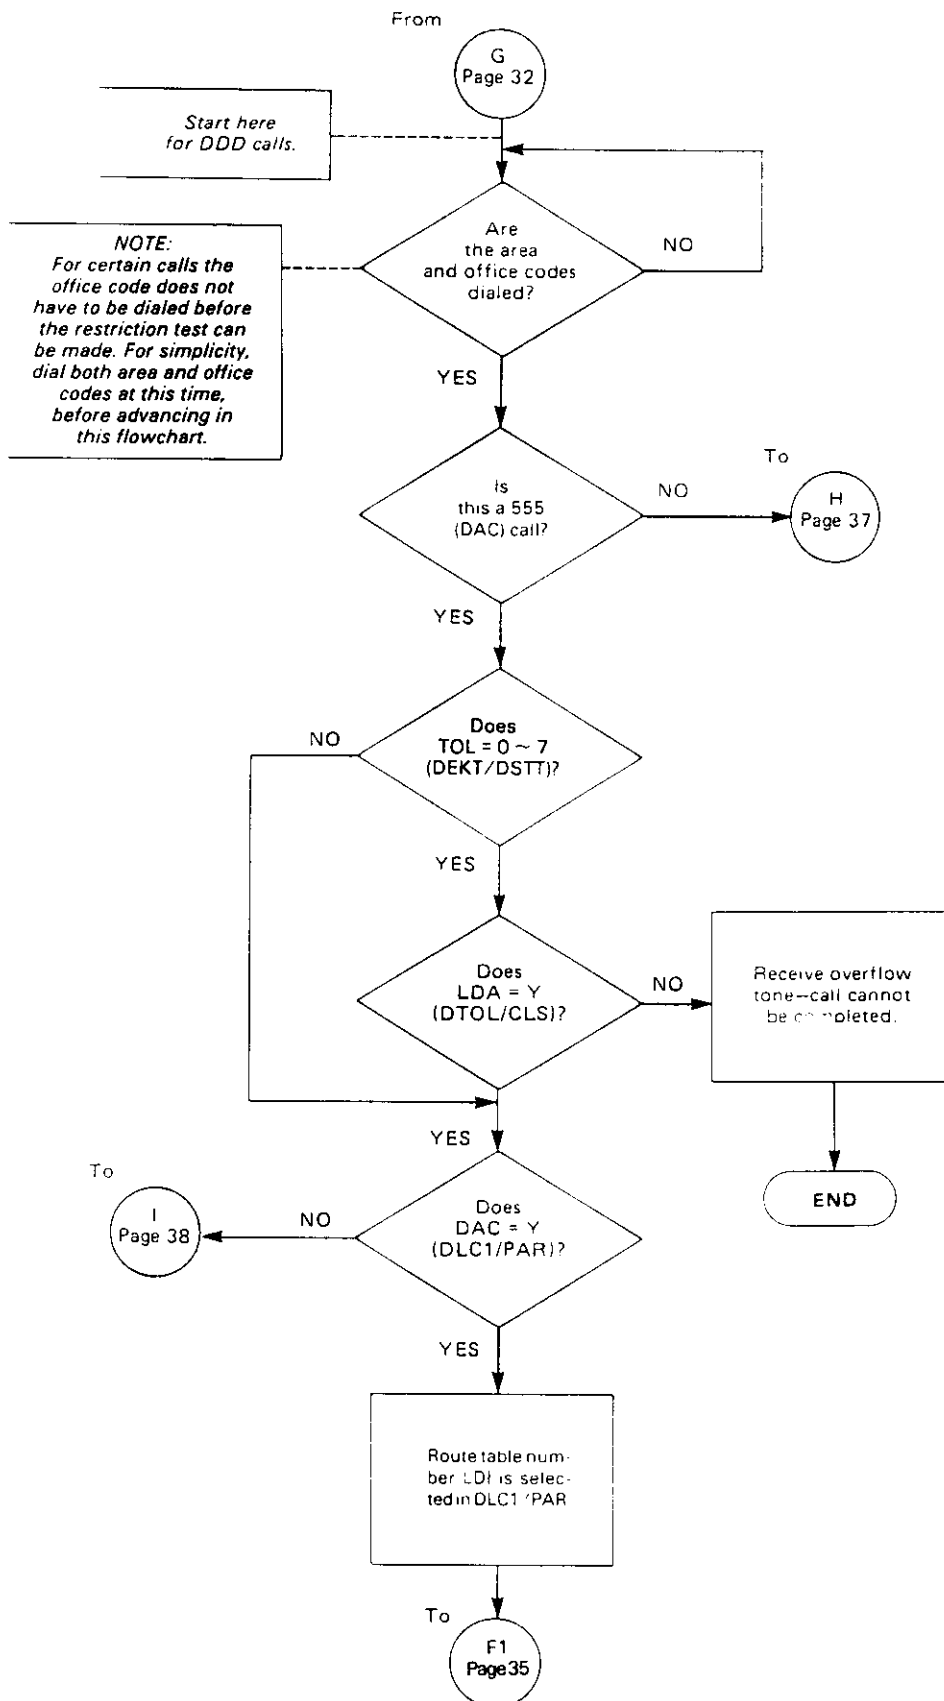 From
G
Page 32
Start here
for DDD calls.
NOTE:
For certain calls the
office code does not
have to be dialed before
the restriction test can
be made. For simplicity,
dial both area and office
codes at this time,
before advancing in
this flowchart.
Are
the area
and office codes
dialed?
NO
YES
Is
this a 555
(DAC) call?
NO
To
H
Page 37
YES
Does
TOL = 0 ~ 7
(DEKT/DSTT)?
NO
YES
Does
LDA = Y
(DTOL/CLS)?
NO
Receive overflow
tone—call cannot
be completed.
END
YES
Does
DAC = Y
(DLC1/PAR)?
NO
To
I
Page 38
YES
Route table num-
ber is selec-
ted in DLC1/PAR
To
F1
Page 35